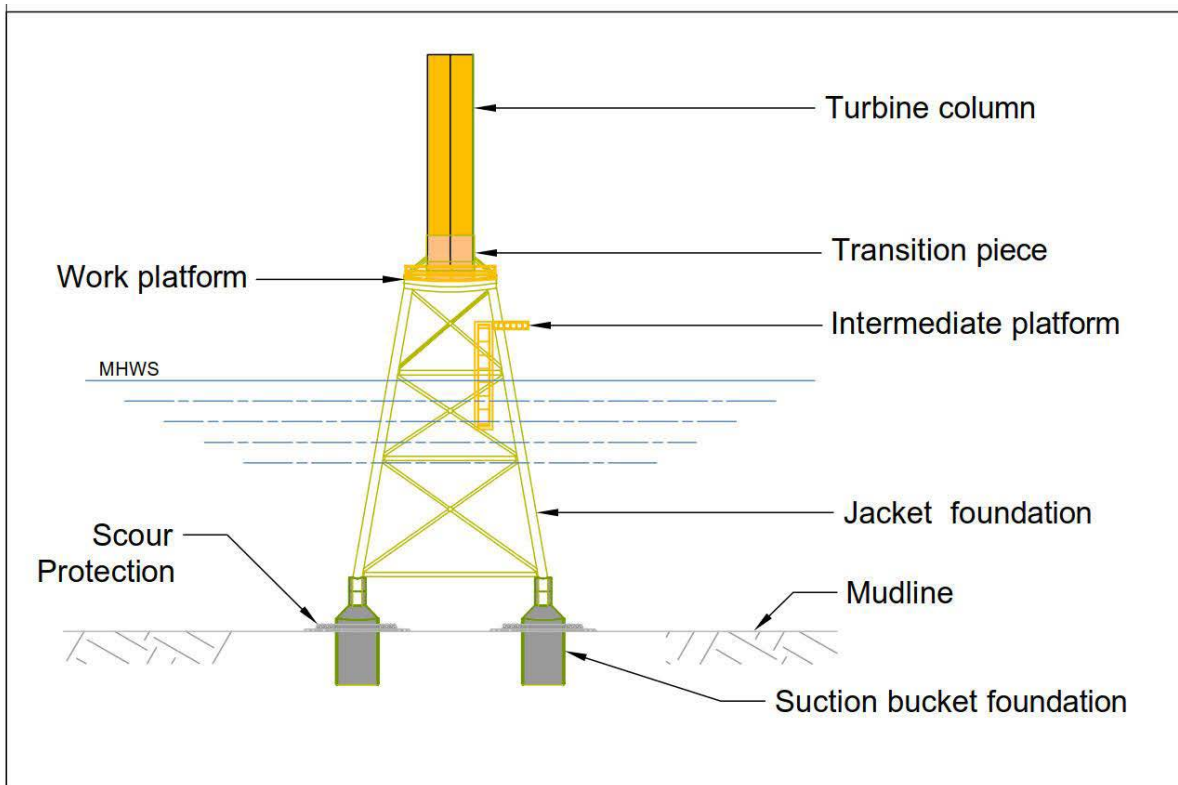 Turbine column
Transition piece
Work platform
Intermediate platform
MHWS
Jacket foundation
Scour
Protection
Mudline
Suction bucket foundation